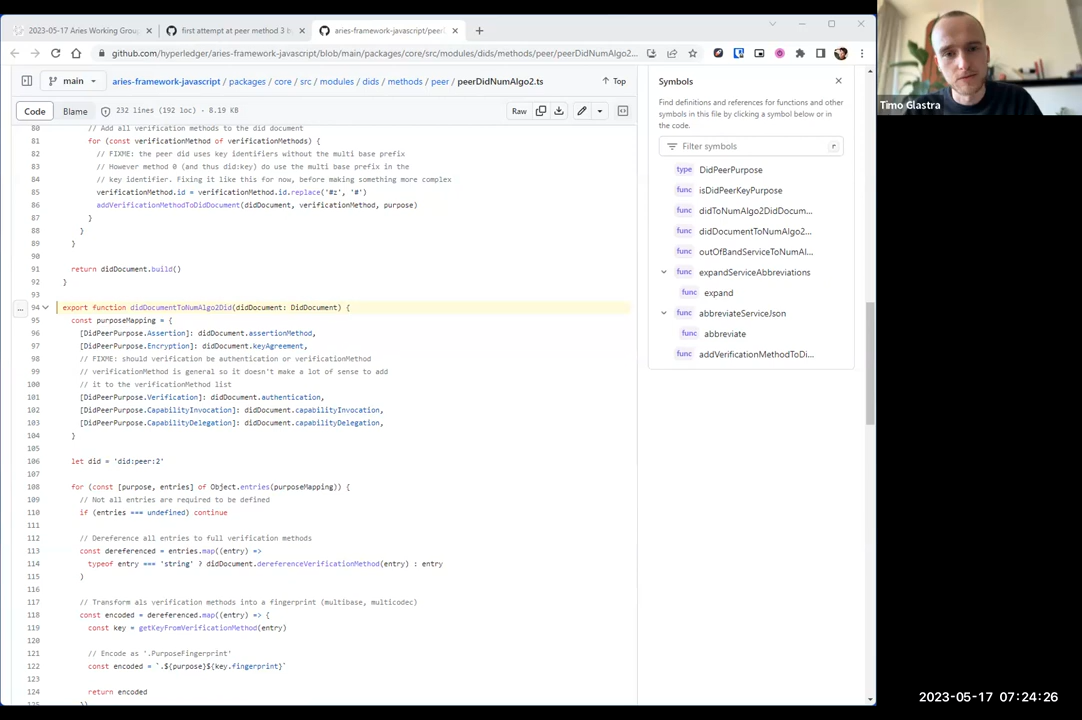 2023-05-17 Aries Working Grou
first attempt at peer method 3 b
aries-framework-javascript/peerl
github.com/hyperledger/aries-framework-javascript/blob/main/packages/core/src/modules/dids/methods/peer/peerDidNumAlgo2...
main
aries-framework-javascript / packages / core / src / modules / dids / methods / peer / peerDidNumAlgo2.ts
Top
Code
Blame
232 lines (192 loc) · 8.19 KB
Raw
80 // Add all verification methods to the did document
81 for (const verificationMethod of verificationMethods) {
82 // FIXME: the peer did uses key identifiers without the multi base prefix
83 // However method 0 (and thus did:key) do use the multi base prefix in the
84 // key identifier. Fixing it like this for now, before making something more complex
85 verificationMethod.id = verificationMethod.id.replace('#z', '#')
86 addVerificationMethodToDidDocument(didDocument, verificationMethod, purpose)
87 }
88 }
89 }
90
91 return didDocument.build()
92 }
93
94 export function didDocumentToNumAlgo2Did(didDocument: DidDocument) {
95 const purposeMapping = {
96 [DidPeerPurpose.Assertion]: didDocument.assertionMethod,
97 [DidPeerPurpose.Encryption]: didDocument.keyAgreement,
98 // FIXME: should verification be authentication or verificationMethod
99 // verificationMethod is general so it doesn't make a lot of sense to add
100 // it to the verificationMethod list
101 [DidPeerPurpose.Verification]: didDocument.authentication,
102 [DidPeerPurpose.CapabilityInvocation]: didDocument.capabilityInvocation,
103 [DidPeerPurpose.CapabilityDelegation]: didDocument.capabilityDelegation,
104 }
105
106 let did = 'did:peer:2'
107
108 for (const [purpose, entries] of Object.entries(purposeMapping)) {
109 // Not all entries are required to be defined
110 if (entries === undefined) continue
111
112 // Dereference all entries to full verification methods
113 const dereferenced = entries.map((entry) =>
114 typeof entry === 'string' ? didDocument.dereferenceVerificationMethod(entry) : entry
115 )
116
117 // Transform als verification methods into a fingerprint (multibase, multicodec)
118 const encoded = dereferenced.map((entry) => {
119 const key = getKeyFromVerificationMethod(entry)
120
121 // Encode as '.PurposeFingerprint'
122 const encoded = `.${purpose}${key.fingerprint}`
123
124 return encoded
125 })
Symbols
Find definitions and references for functions and other
symbols in this file by clicking a symbol below or in
the code.
Filter symbols
r
type DidPeerPurpose
func isDidPeerKeyPurpose
func didToNumAlgo2DidDocum...
func didDocumentToNumAlgo2...
func outOfBandServiceToNumAl...
func expandServiceAbbreviations
func expand
func abbreviateServiceJson
func abbreviate
func addVerificationMethodToDi...
Timo Glastra
2023-05-17 07:24:26